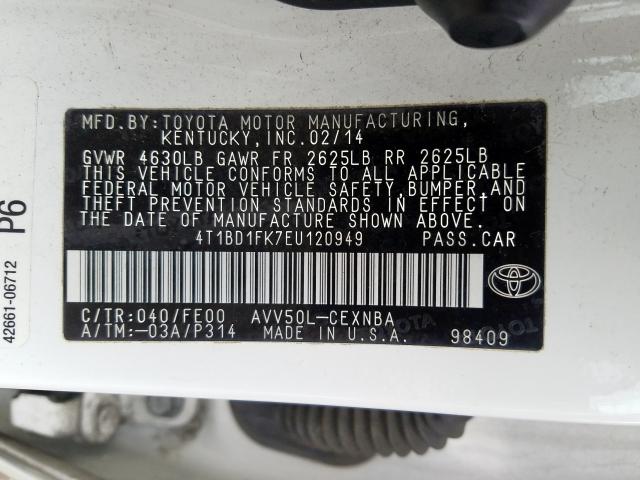 MFD.BY:TOYOTA MOTOR MANUFACTURING,
KENTUCKY,INC.02/14
GVWR 4630LB GAWR FR 2625LB RR 2625LB
THIS VEHICLE CONFORMS TO ALL APPLICABLE
FEDERAL MOTOR VEHICLE SAFETY,BUMPER,AND
THEFT PREVENTION STANDARDS IN EFFECT ON
THE DATE OF MANUFACTURE SHOWN ABOVE.
4T1BD1FK7EU120949 PASS.CAR
C/TR:040/FE00 AVV50L-CEXNBA
A/TM:-03A/P314 MADE IN U.S.A. 98409
42661-06712 P6